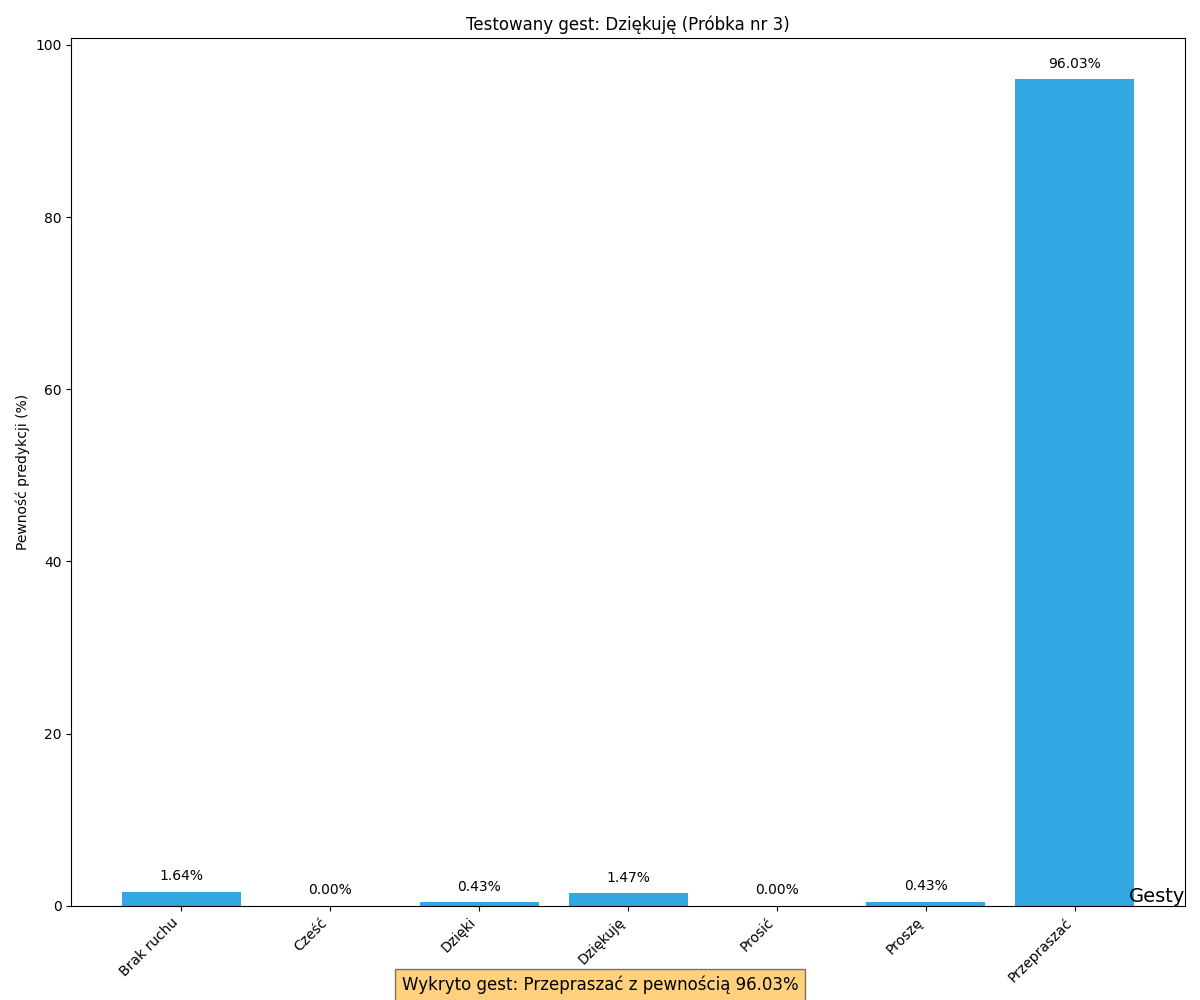 Testowany gest: Dziękuję (Próbka nr 3)
Pewność predykcji (%)
100
80
60
40
20
0
1.64%
0.00%
0.43%
1.47%
0.00%
0.43%
96.03%
Gesty
Brak ruchu
Cześć
Dzięki
Dziękuję
Prosić
Proszę
Przepraszać
Wykryto gest: Przepraszać z pewnością 96.03%